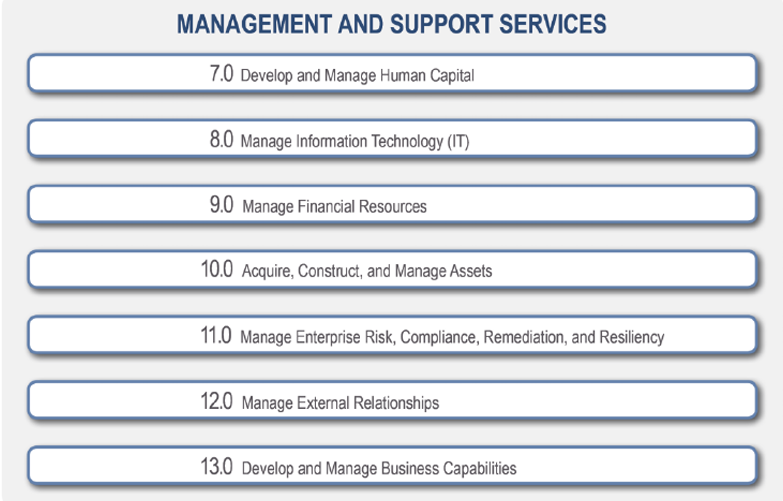 MANAGEMENT AND SUPPORT SERVICES
7.0 Develop and Manage Human Capital
8.0 Manage Information Technology (IT)
9.0 Manage Financial Resources
10.0 Acquire, Construct, and Manage Assets
11.0 Manage Enterprise Risk, Compliance, Remediation, and Resiliency
12.0 Manage External Relationships
13.0 Develop and Manage Business Capabilities